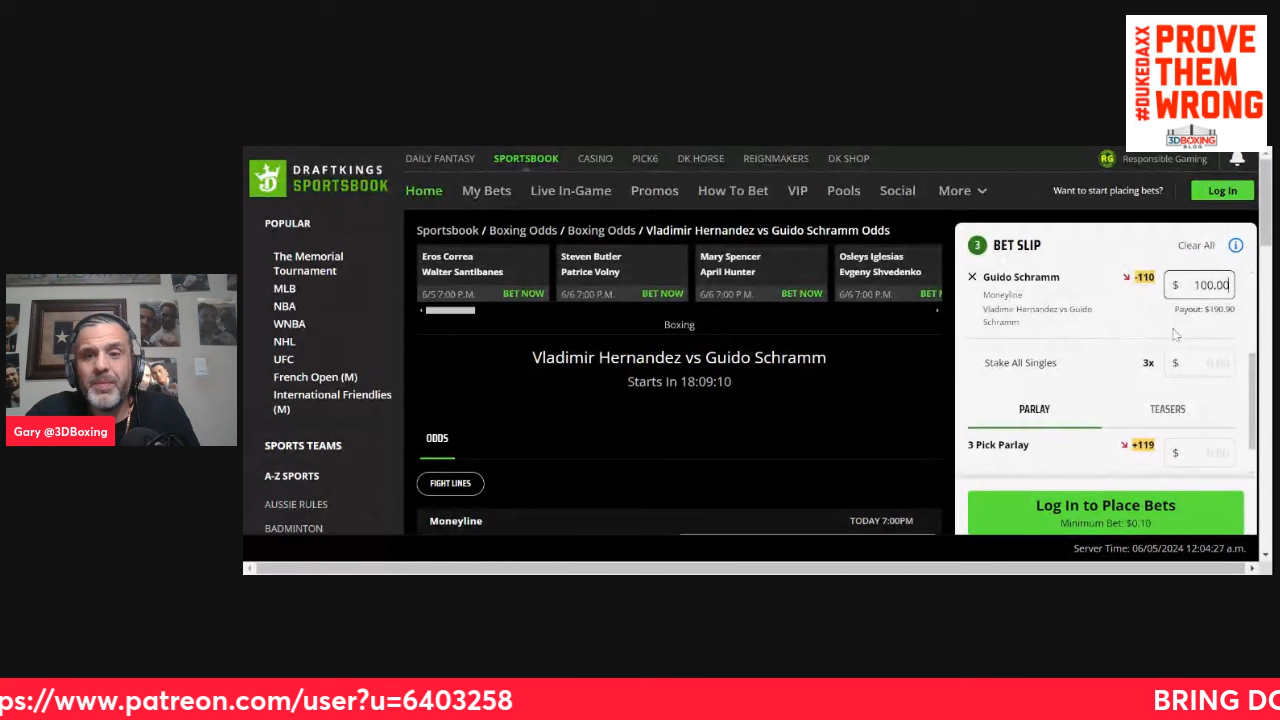 #DUKEDAXX
PROVE
THEM
WRONG
3DBOXING
BLOG
DRAFTKINGS
SPORTSBOOK
DAILY FANTASY
SPORTSBOOK
CASINO
PICK6
DK HORSE
REIGNMAKERS
DK SHOP
RG
Responsible Gaming
Home
My Bets
Live In-Game
Promos
How To Bet
VIP
Pools
Social
More
Want to start placing bets?
Log In
POPULAR
The Memorial
Tournament
MLB
NBA
WNBA
NHL
UFC
French Open (M)
International Friendlies
(M)
SPORTS TEAMS
A-Z SPORTS
AUSSIE RULES
BADMINTON
Sportsbook / Boxing Odds / Boxing Odds / Vladimir Hernandez vs Guido Schramm Odds
Eros Correa
Walter Santibanes
6/5 7:00 P.M.
BET NOW
Steven Butler
Patrice Volny
6/6 7:00 P.M.
BET NOW
Mary Spencer
April Hunter
6/6 7:00 P.M.
BET NOW
Osleys Iglesias
Evgeny Shvedenko
6/6 7:00 P.M.
BET N
Boxing
Vladimir Hernandez vs Guido Schramm
Starts In 18:09:10
ODDS
FIGHT LINES
Moneyline
TODAY 7:00PM
3 BET SLIP
Clear All
Guido Schramm
-110
$ 100.00
Moneyline
Payout: $190.90
Vladimir Hernandez vs Guido
Schramm
Stake All Singles
3x
$ 0.00
PARLAY
TEASERS
3 Pick Parlay
+119
$ 0.00
Log In to Place Bets
Minimum Bet: $0.10
Server Time: 06/05/2024 12:04:27 a.m.
Gary @3DBoxing
ps://www.patreon.com/user?u=6403258
BRING DO